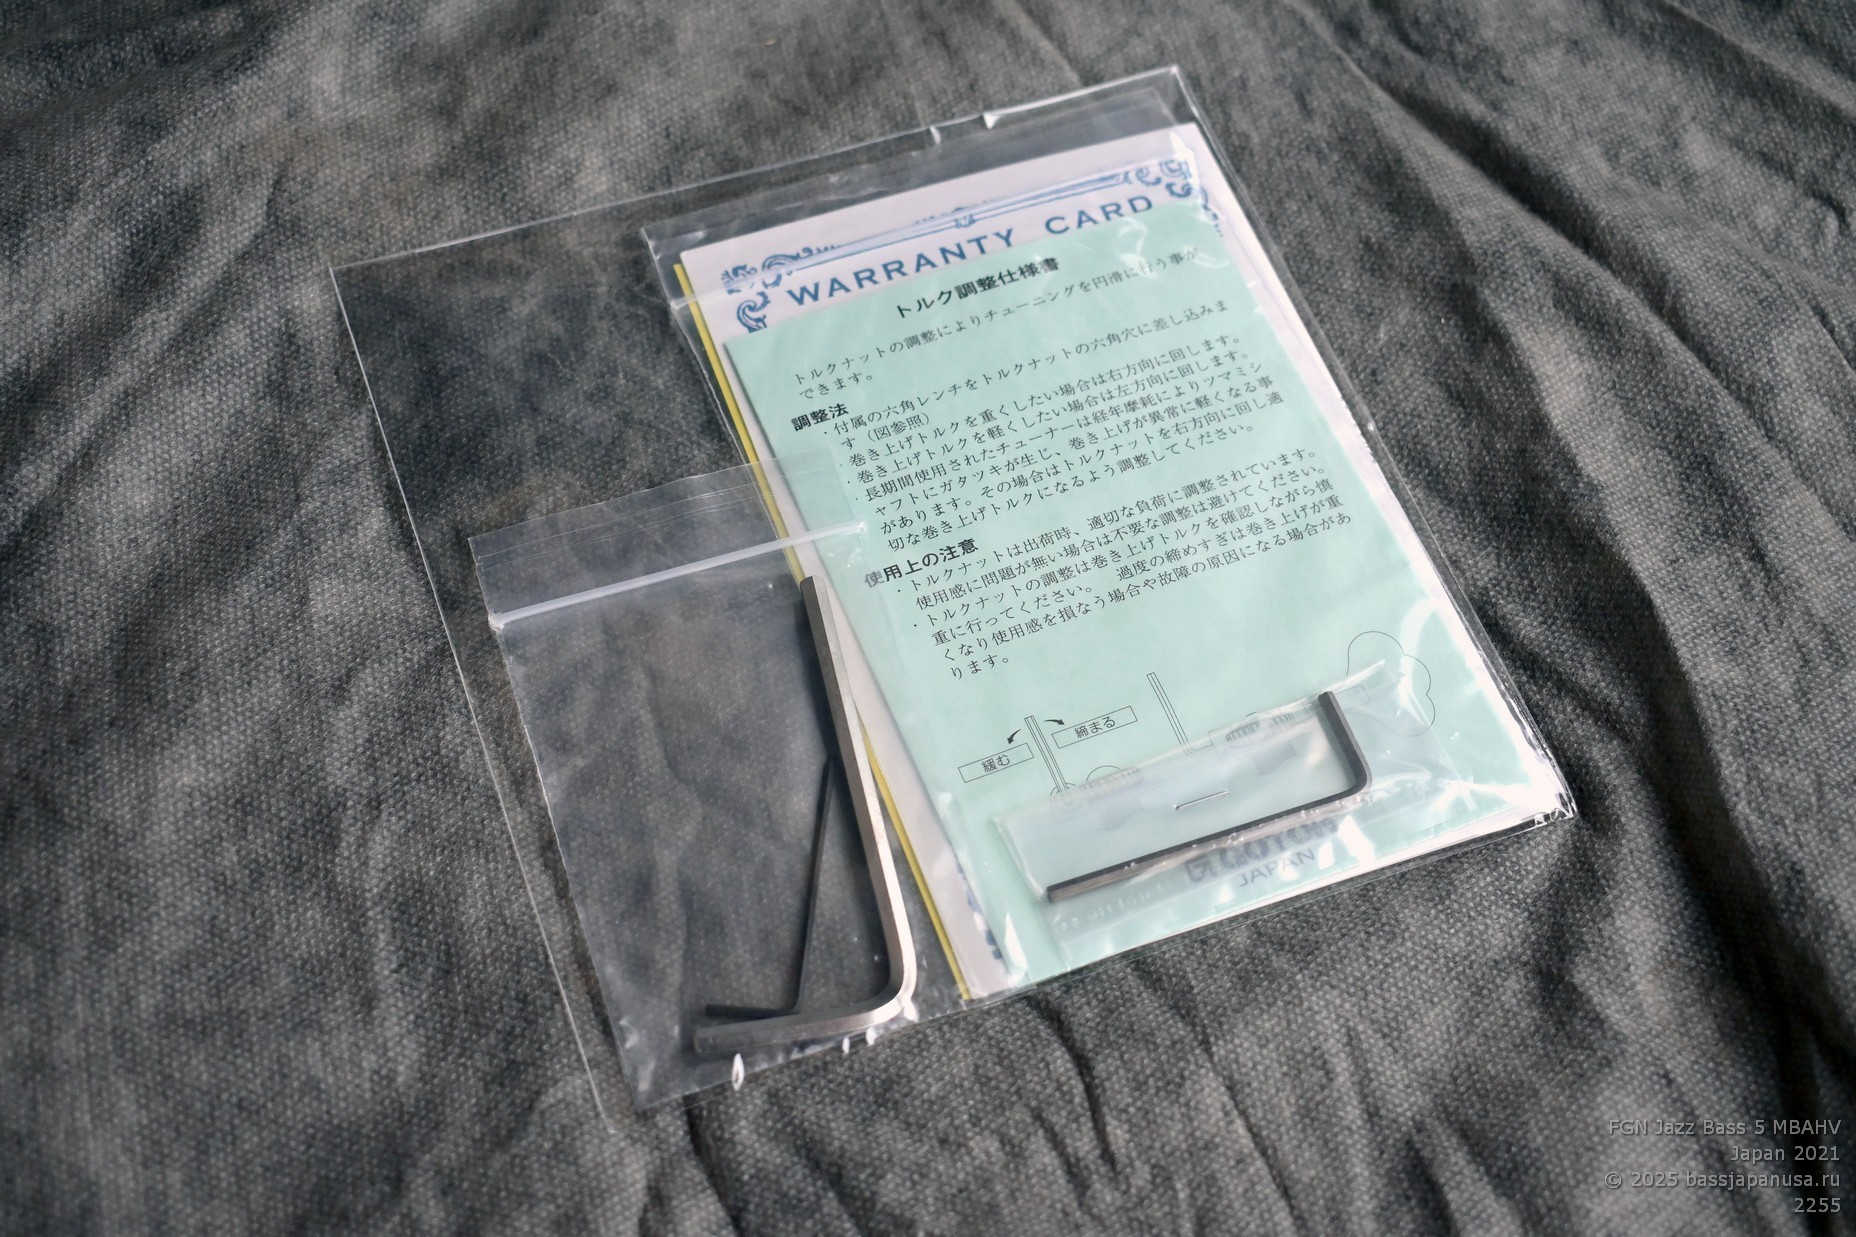 WARRANTY CARD
トルク調整仕様書
トルクナットの調整によりチューニングを円滑に行う事が
できます。
調整法
・付属の六角レンチをトルクナットの六角穴に差し込みま
す（図参照）
・巻き上げトルクを重くしたい場合は右方向に回します。
・巻き上げトルクを軽くしたい場合は左方向に回します。
・長期間使用されたチューナーは経年摩耗によりツマミシ
ャフトにガタツキが生じ、巻き上げが異常に軽くなる事
があります。その場合はトルクナットを右方向に回し適
切な巻き上げトルクになるよう調整してください。
使用上の注意
・トルクナットは出荷時、適切な負荷に調整されています。
使用感に問題が無い場合は不要な調整は避けてください。
・トルクナットの調整は巻き上げトルクを確認しながら慎
重に行ってください。 過度の締めすぎは巻き上げが重
くなり使用感を損なう場合や故障の原因になる場合があ
ります。
締まる
緩む
GOTOH
JAPAN
FGN Jazz Bass 5 MBAHV
Japan 2021
© 2025 bassjapanusa.ru
2255